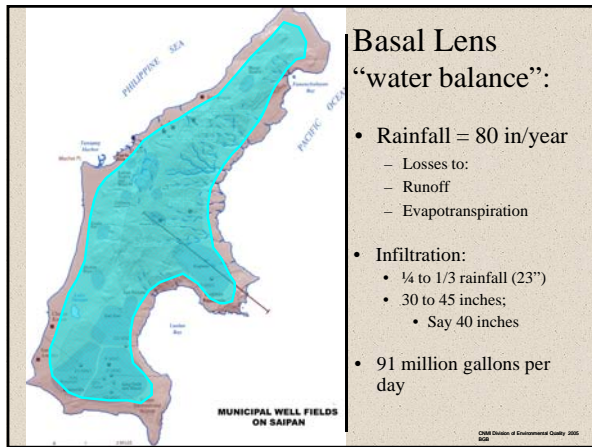 PHILIPPINE SEA
PACIFIC OCEAN
MUNICIPAL WELL FIELDS
ON SAIPAN
Basal Lens
“water balance”:
• Rainfall = 80 in/year
– Losses to:
– Runoff
– Evapotranspiration
• Infiltration:
• ¼ to 1/3 rainfall (23”)
• 30 to 45 inches;
• Say 40 inches
• 91 million gallons per
day
CNMI Division of Environmental Quality 2005
BGB